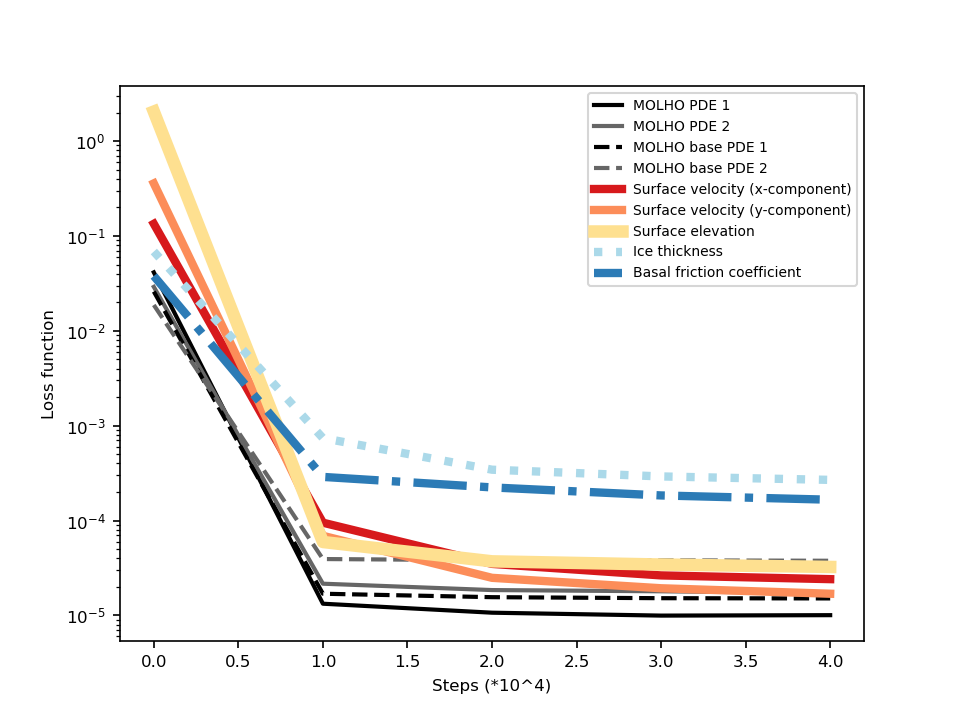 MOLHO PDE 1
MOLHO PDE 2
MOLHO base PDE 1
MOLHO base PDE 2
Surface velocity (x-component)
Surface velocity (y-component)
Surface elevation
Ice thickness
Basal friction coefficient
Loss function
10^0
10^-1
10^-2
10^-3
10^-4
10^-5
0.0 0.5 1.0 1.5 2.0 2.5 3.0 3.5 4.0
Steps (*10^4)